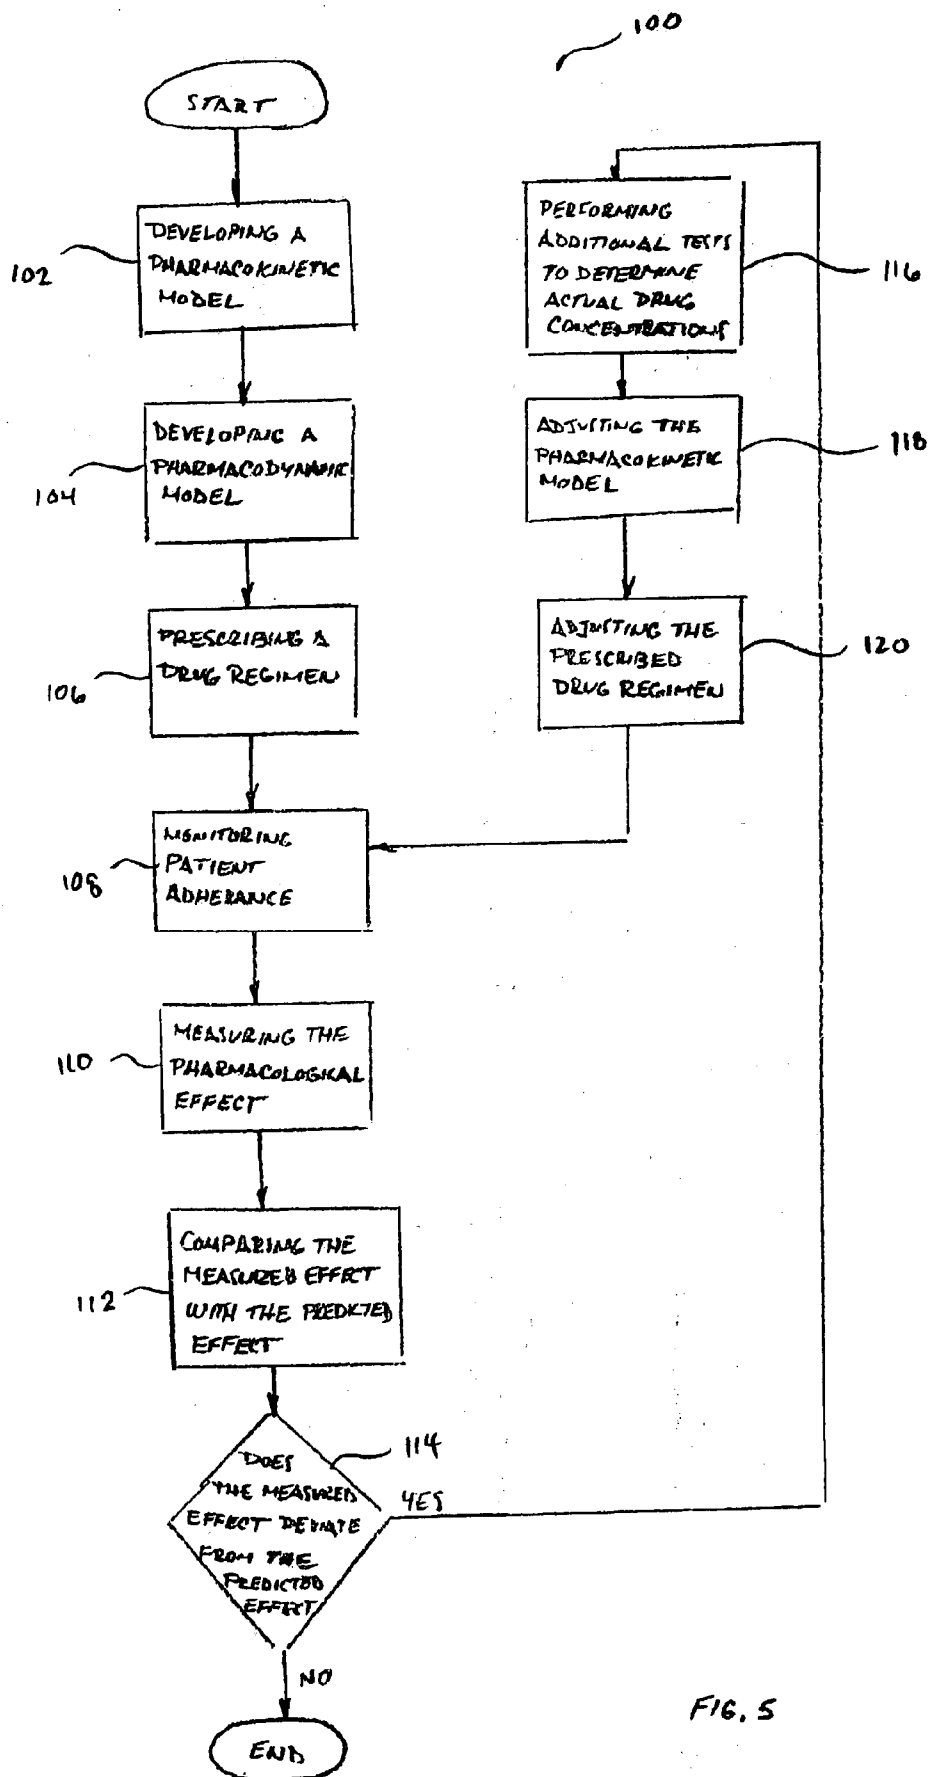 100
START
102
DEVELOPING A
PHARMACOKINETIC
MODEL
104
DEVELOPING A
PHARMACODYNAMIC
MODEL
106
PRESCRIBING A
DRUG REGIMEN
108
MONITORING
PATIENT
ADHERANCE
110
MEASURING THE
PHARMACOLOGICAL
EFFECT
112
COMPARING THE
MEASURED EFFECT
WITH THE PREDICTED
EFFECT
114
DOES
THE MEASURED
EFFECT DEVIATE
FROM THE
PREDICTED
EFFECT
YES
NO
END
PERFORMING
ADDITIONAL TESTS
TO DETERMINE
ACTUAL DRUG
CONCENTRATIONS
116
ADJUSTING THE
PHARMACOKINETIC
MODEL
118
ADJUSTING THE
PRESCRIBED
DRUG REGIMEN
120
FIG. 5